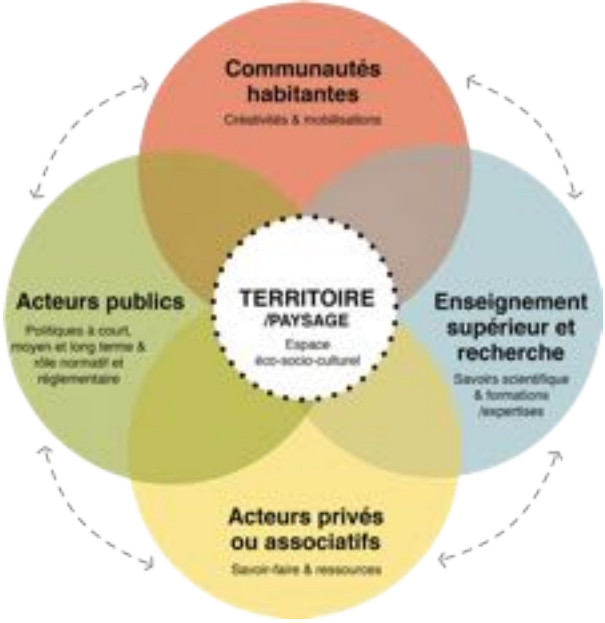 Communautés
habitantes
Créativités & mobilisations
Acteurs publics
Politiques à court,
moyen et long terme &
rôle normatif et
réglementaire
TERRITOIRE
/PAYSAGE
Espace
éco-socio-culturel
Enseignement
supérieur et
recherche
Savoirs scientifique
& formations
/expertises
Acteurs privés
ou associatifs
Savoir-faire & ressources